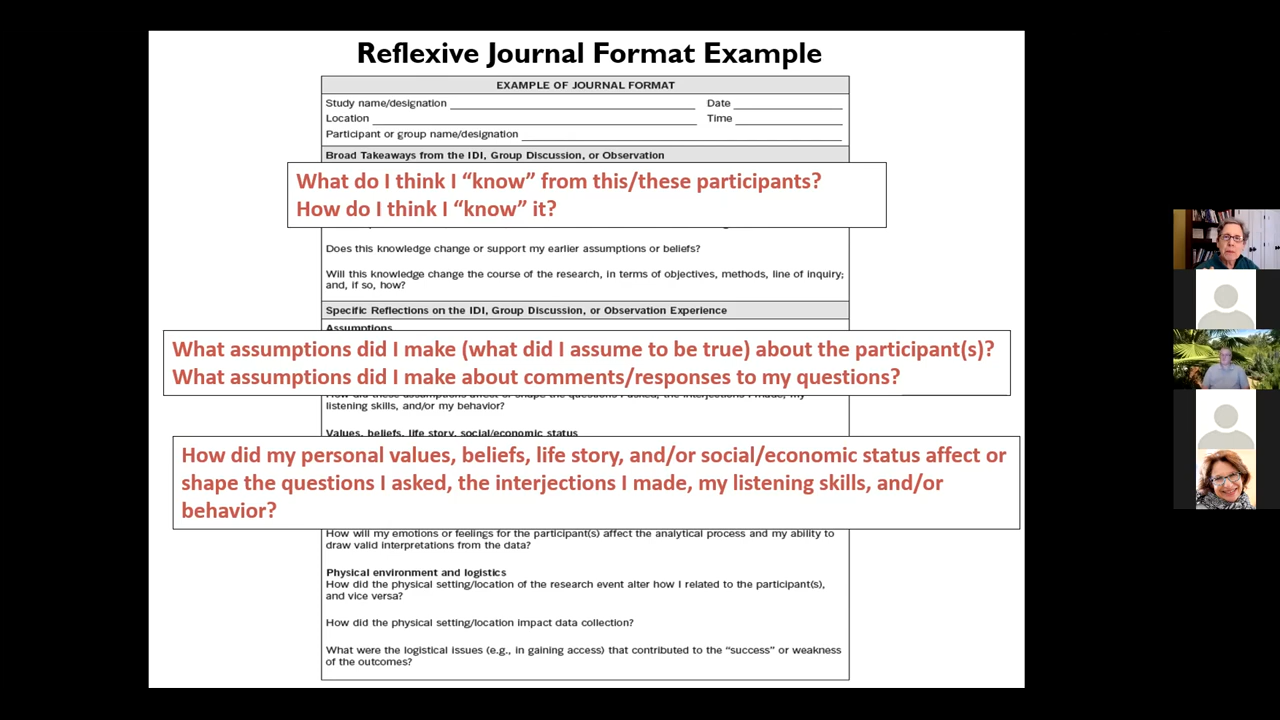 Reflexive Journal Format Example
EXAMPLE OF JOURNAL FORMAT
Study name/designation Date
Location Time
Participant or group name/designation
Broad Takeaways from the IDI, Group Discussion, or Observation
What do I think I “know” from this/these participants?
How do I think I “know” it?
Does this knowledge change or support my earlier assumptions or beliefs?
Will this knowledge change the course of the research, in terms of objectives, methods, line of inquiry;
and, if so, how?
Specific Reflections on the IDI, Group Discussion, or Observation Experience
Assumptions
What assumptions did I make (what did I assume to be true) about the participant(s)?
What assumptions did I make about comments/responses to my questions?
listening skills, and/or my behavior?
Values, beliefs, life story, social/economic status
How did my personal values, beliefs, life story, and/or social/economic status affect or
shape the questions I asked, the interjections I made, my listening skills, and/or
behavior?
How will my emotions or feelings for the participant(s) affect the analytical process and my ability to
draw valid interpretations from the data?
Physical environment and logistics
How did the physical setting/location of the research event alter how I related to the participant(s),
and vice versa?
How did the physical setting/location impact data collection?
What were the logistical issues (e.g., in gaining access) that contributed to the “success” or weakness
of the outcomes?